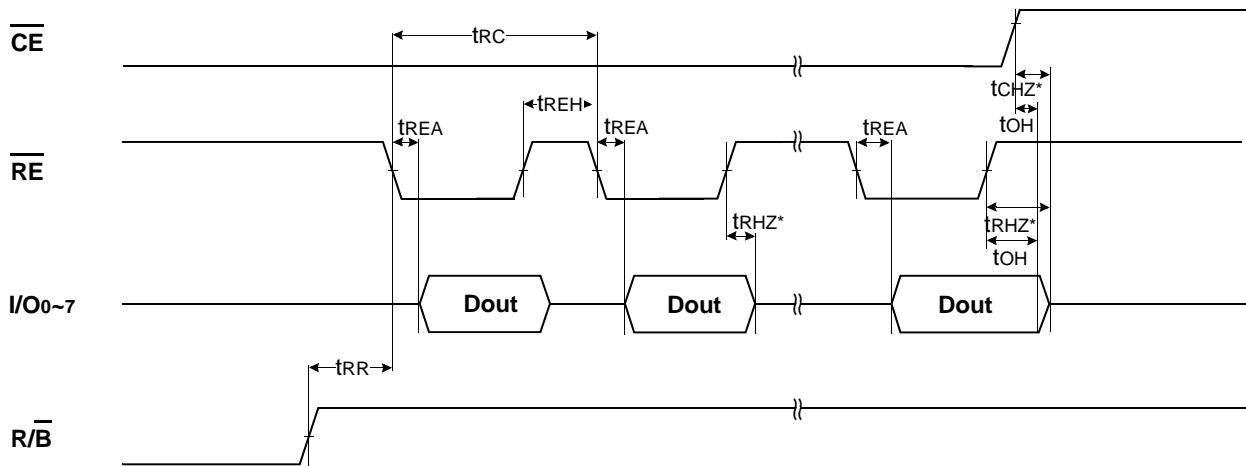 CE
tRC
tCHZ*
tREH
tOH
tREA
tREA
tREA
RE
tRHZ*
tRHZ*
tOH
I/O0~7
Dout
Dout
Dout
tRR
R/B